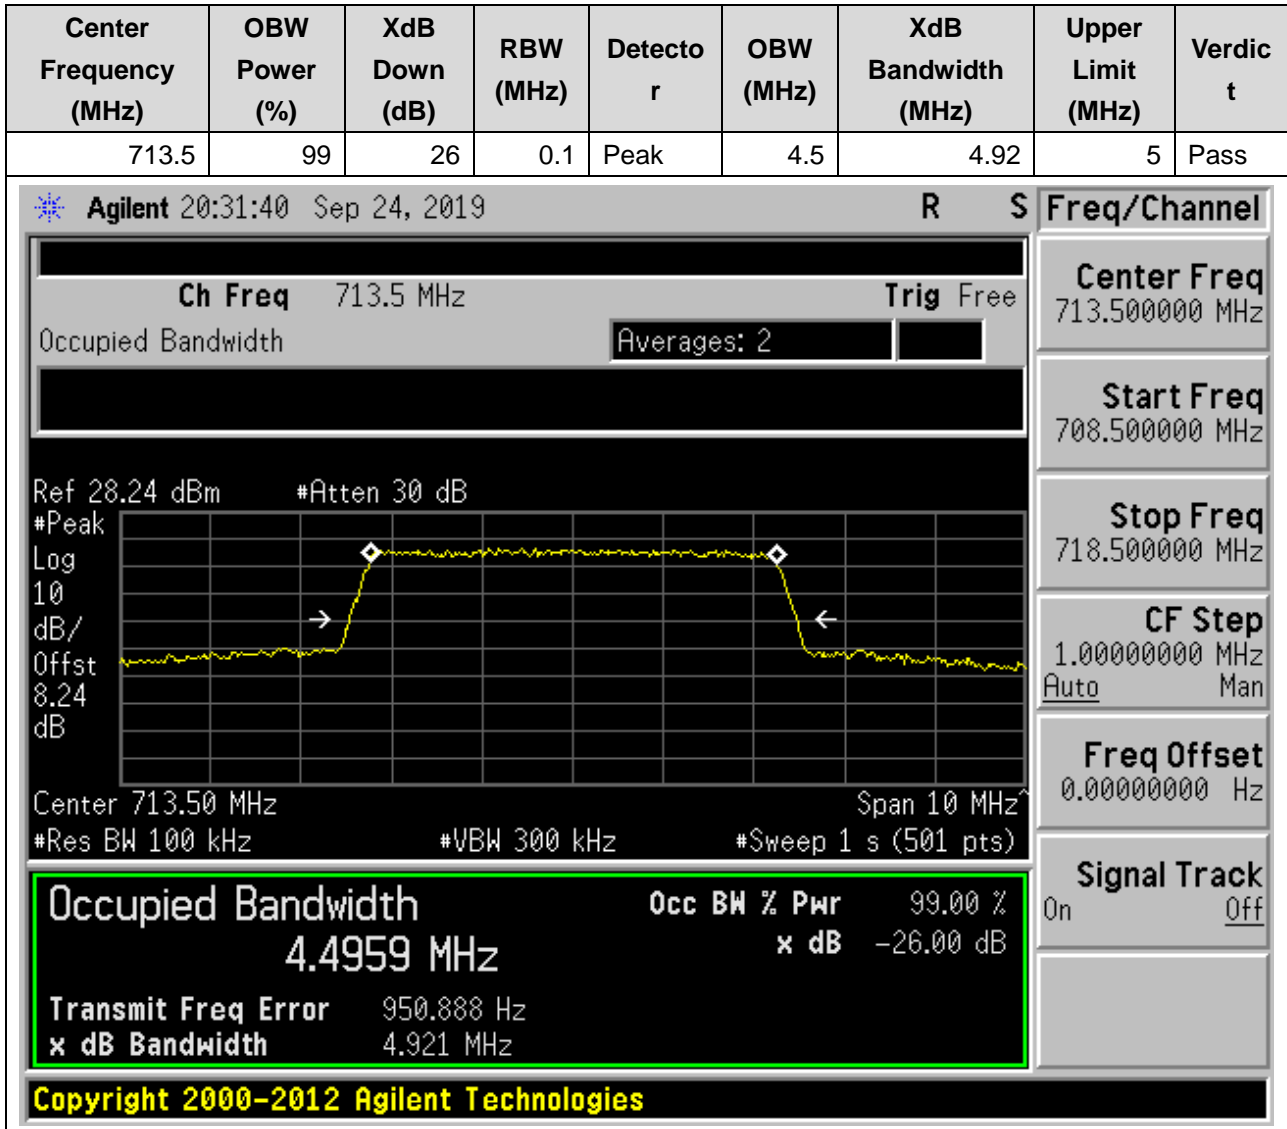 Center Frequency (MHz) OBW Power (%) XdB Down (dB) RBW (MHz) Detecto r OBW (MHz) XdB Bandwidth (MHz) Upper Limit (MHz) Verdic t
713.5 99 26 0.1 Peak 4.5 4.92 5 Pass
Agilent 20:31:40 Sep 24, 2019 R S Freq/Channel
Ch Freq 713.5 MHz Trig Free
Occupied Bandwidth Averages: 2
Center Freq
713.500000 MHz
Start Freq
708.500000 MHz
Stop Freq
718.500000 MHz
CF Step
1.00000000 MHz
Auto Man
Freq Offset
0.00000000 Hz
Signal Track
On Off
Ref 28.24 dBm #Atten 30 dB
#Peak
Log
10
dB/
Offst
8.24
dB
Center 713.50 MHz Span 10 MHz^
#Res BW 100 kHz #VBW 300 kHz #Sweep 1 s (501 pts)
Occupied Bandwidth Occ BW % Pwr 99.00 %
4.4959 MHz x dB -26.00 dB
Transmit Freq Error 950.888 Hz
x dB Bandwidth 4.921 MHz
Copyright 2000-2012 Agilent Technologies